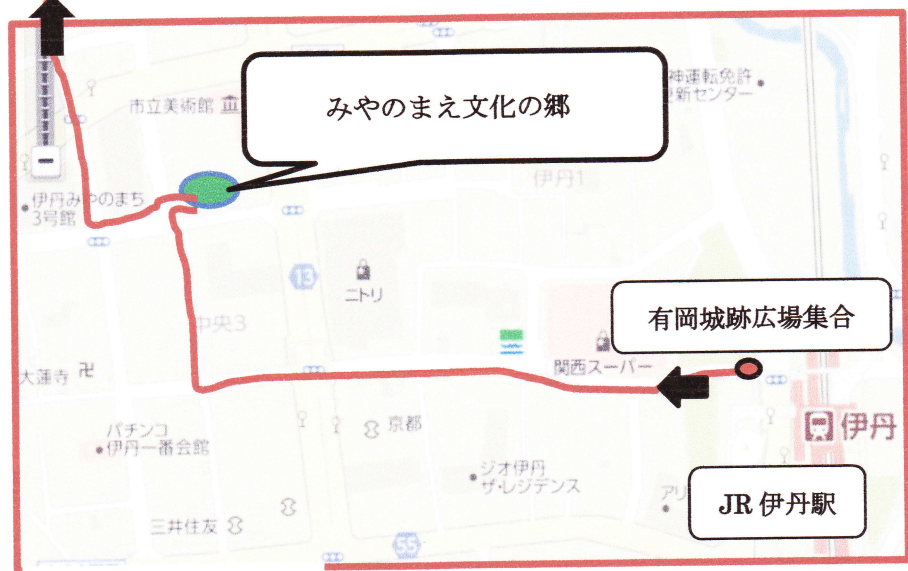 みやのまえ文化の郷
市立美術館
神運転免許
更新センター
伊丹1
伊丹みやのまち
3号館
13
ニトリ
有岡城跡広場集合
中央3
関西スーパー
大蓮寺
京都
伊丹
パチンコ
伊丹一番会館
ジオ伊丹
ザ・レジデンス
アリ
JR 伊丹駅
三井住友
55